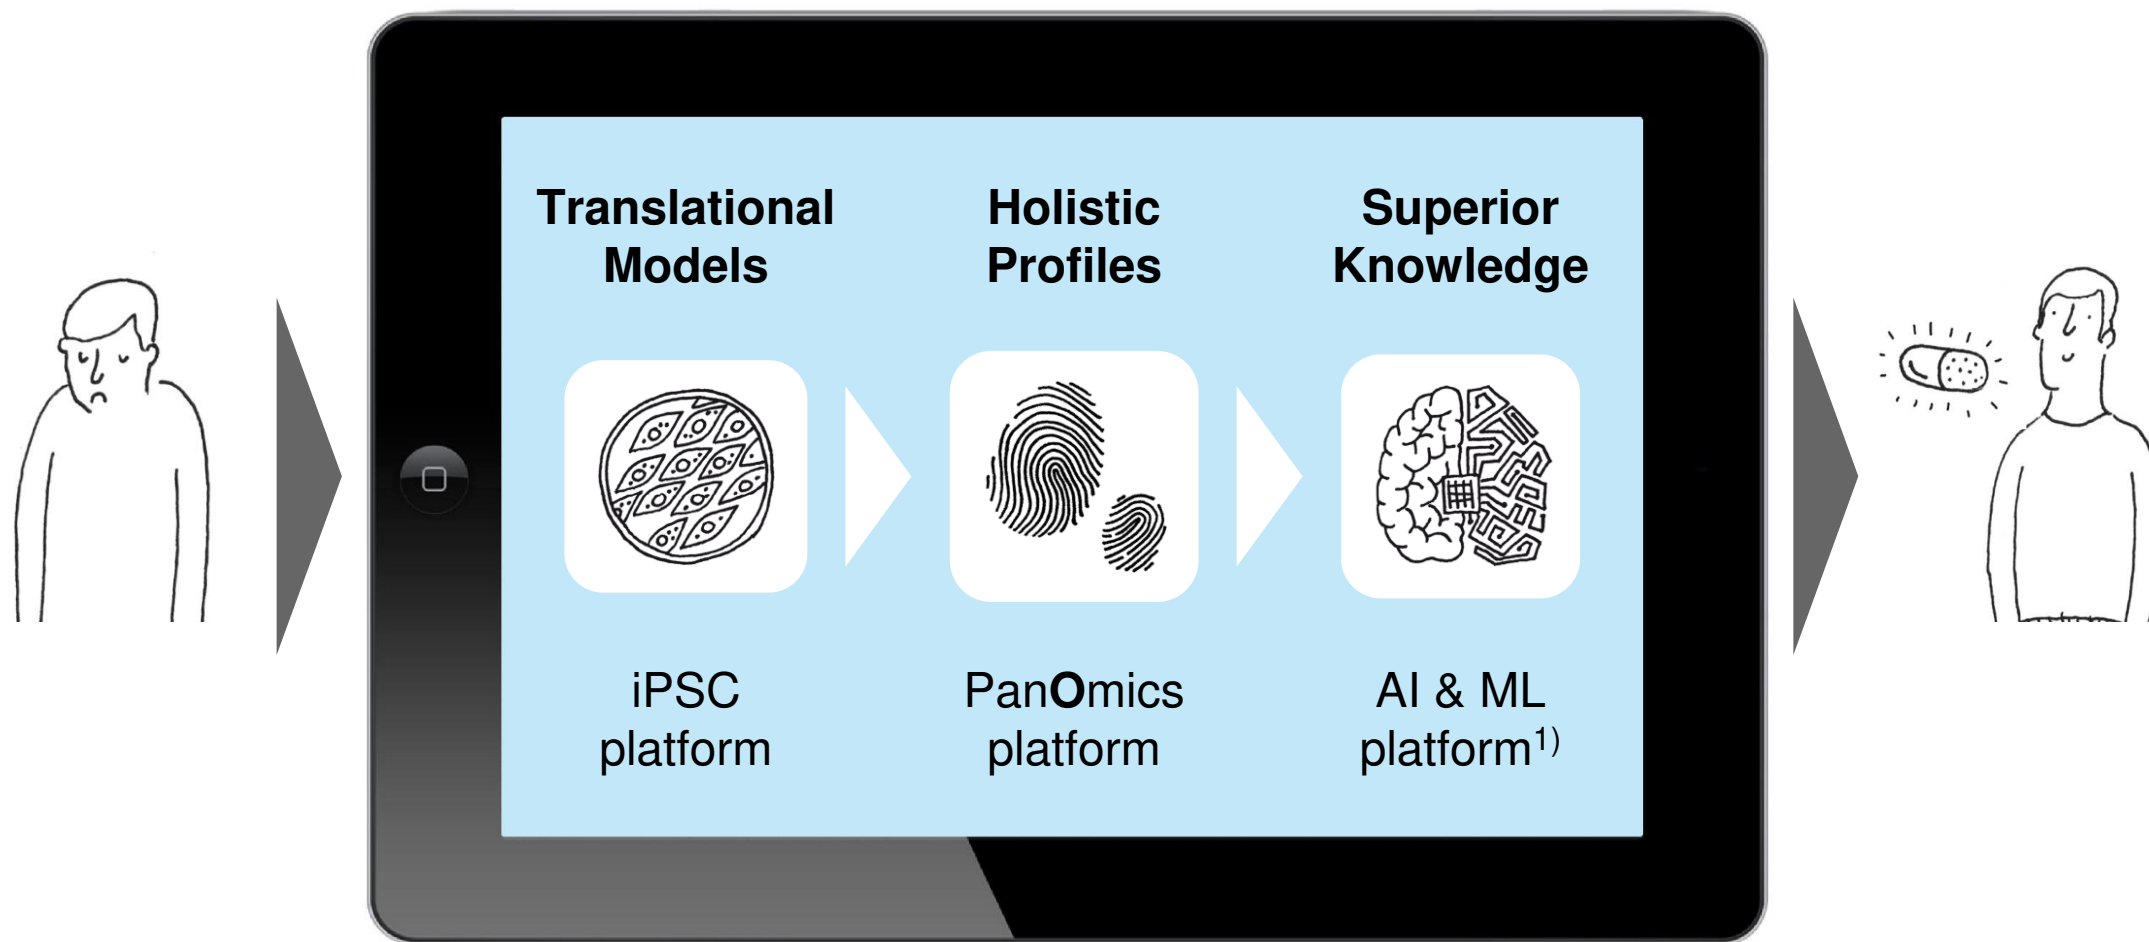 Translational
Models
Holistic
Profiles
Superior
Knowledge
iPSC
platform
PanOmics
platform
AI & ML
platform1)